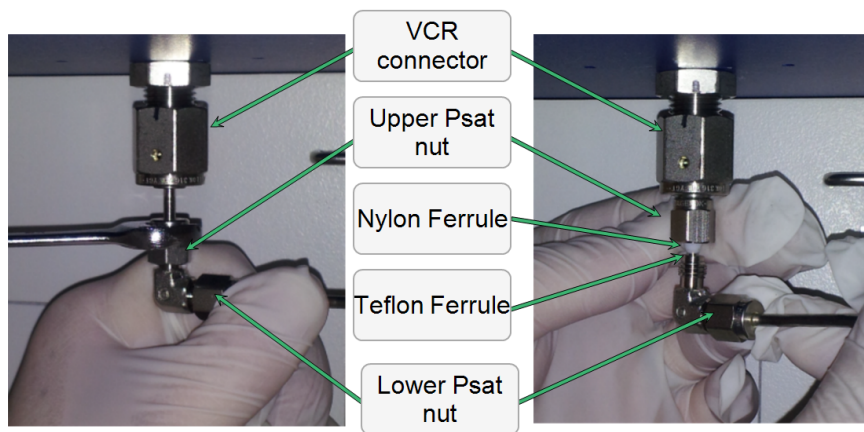 VCR
connector
Upper Psat
nut
Nylon Ferrule
Teflon Ferrule
Lower Psat
nut